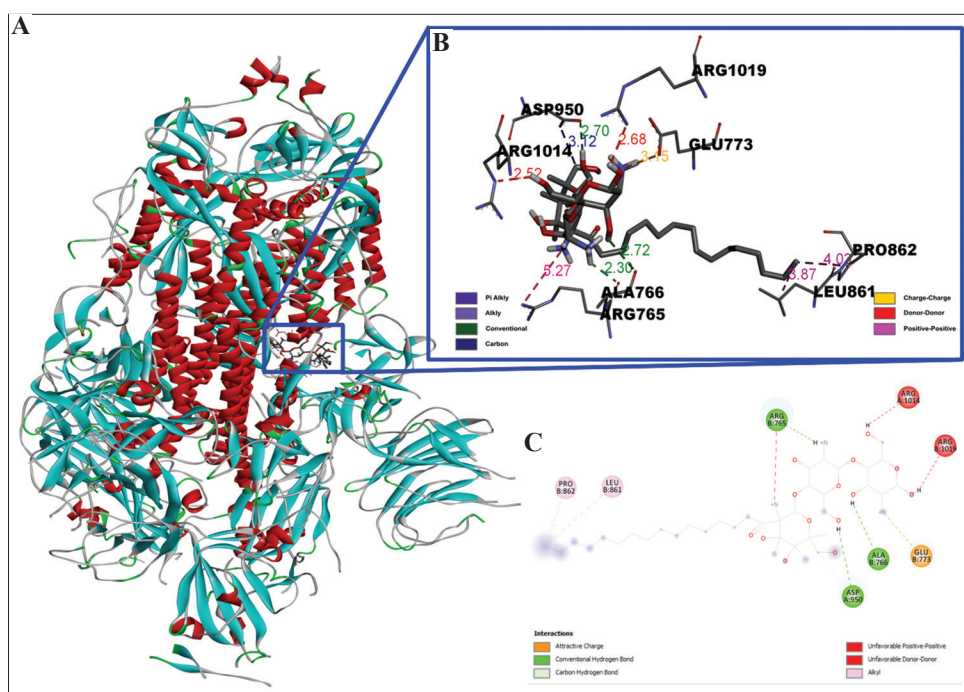 A
B
ARG1019
ASP950
2.70
3.12
2.68
GLU773
3.15
ARG1014
2.52
PRO862
4.02
3.87
LEU861
2.72
2.30
5.27
ALA766
ARG765
Pi Alkly
Alkly
Conventional
Carbon
Charge-Charge
Donor-Donor
Positive-Positive
C
ARG
A:1014
ARG
B:765
ARG
B:1019
PRO
B:862
LEU
B:861
H
H
H
H
H
GLU
B:773
ALA
B:766
ASP
A:950
Interactions
Attractive Charge
Conventional Hydrogen Bond
Carbon Hydrogen Bond
Unfavorable Positive-Positive
Unfavorable Donor-Donor
Alkyl